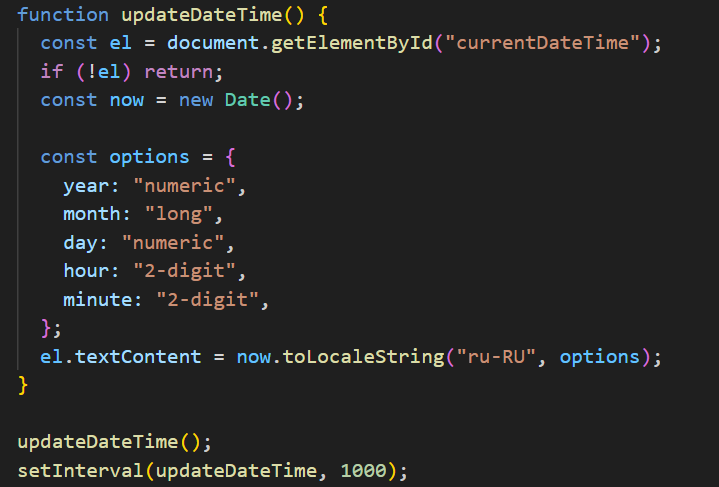 function updateDateTime() {
  const el = document.getElementById("currentDateTime");
  if (!el) return;
  const now = new Date();

  const options = {
    year: "numeric",
    month: "long",
    day: "numeric",
    hour: "2-digit",
    minute: "2-digit",
  };
  el.textContent = now.toLocaleString("ru-RU", options);
}

updateDateTime();
setInterval(updateDateTime, 1000);